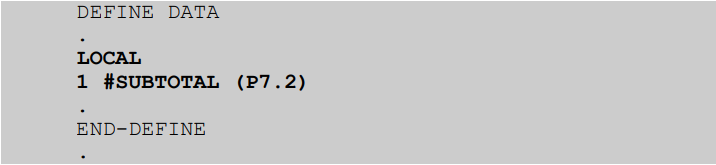 DEFINE DATA
.
LOCAL
1 #SUBTOTAL (P7.2)
.
END-DEFINE
.